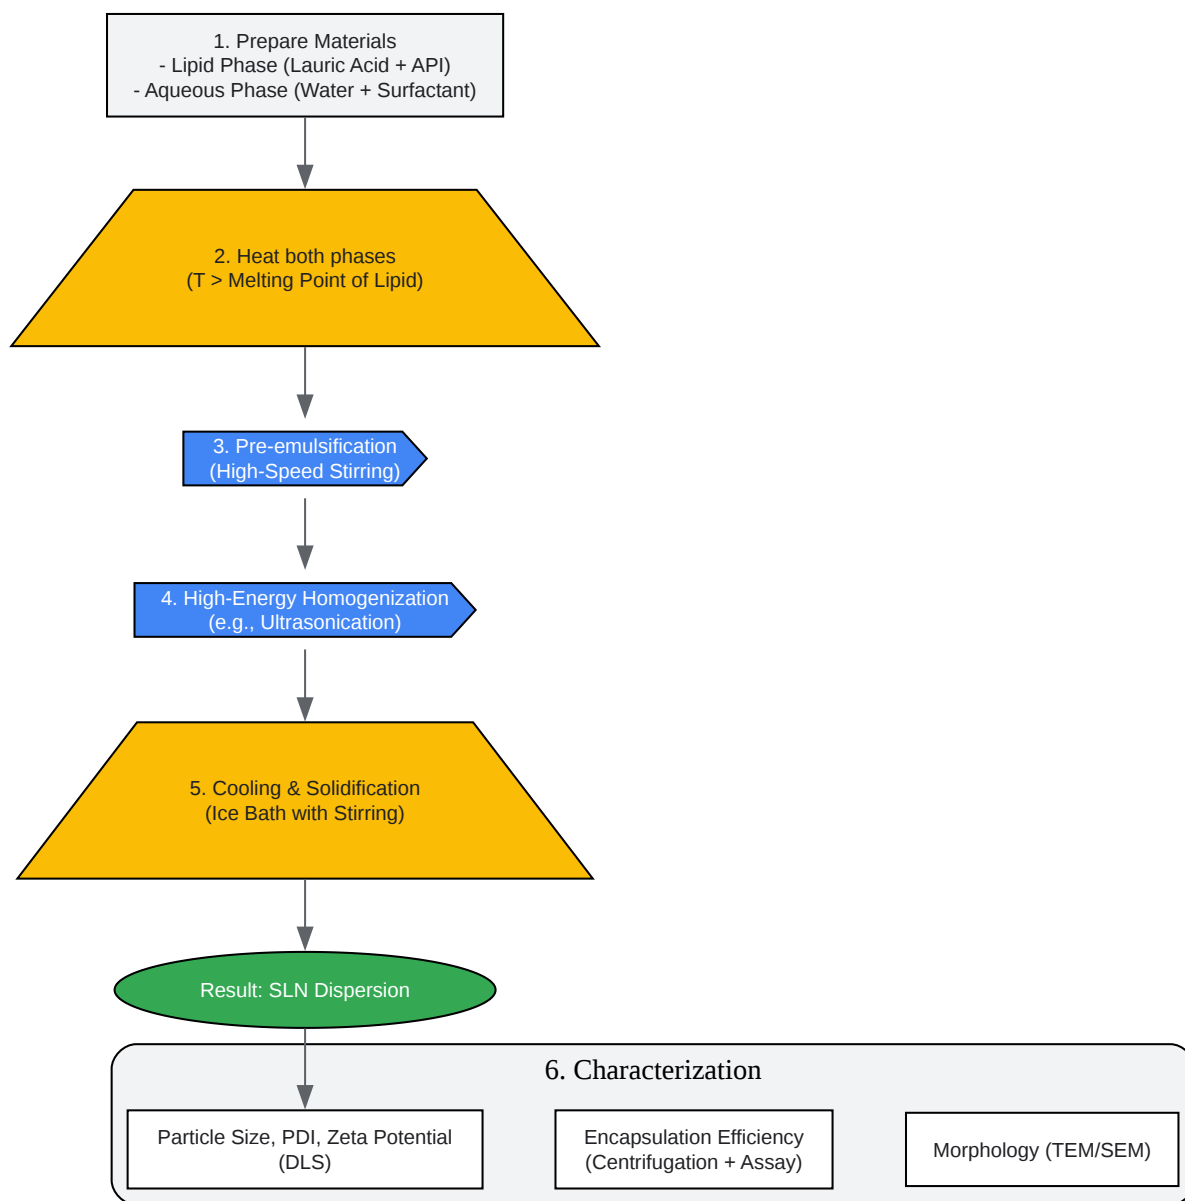 1. Prepare Materials
- Lipid Phase (Lauric Acid + API)
- Aqueous Phase (Water + Surfactant)
2. Heat both phases
(T > Melting Point of Lipid)
3. Pre-emulsification
(High-Speed Stirring)
4. High-Energy Homogenization
(e.g., Ultrasonication)
5. Cooling & Solidification
(Ice Bath with Stirring)
Result: SLN Dispersion
6. Characterization
Particle Size, PDI, Zeta Potential
(DLS)
Encapsulation Efficiency
(Centrifugation + Assay)
Morphology (TEM/SEM)